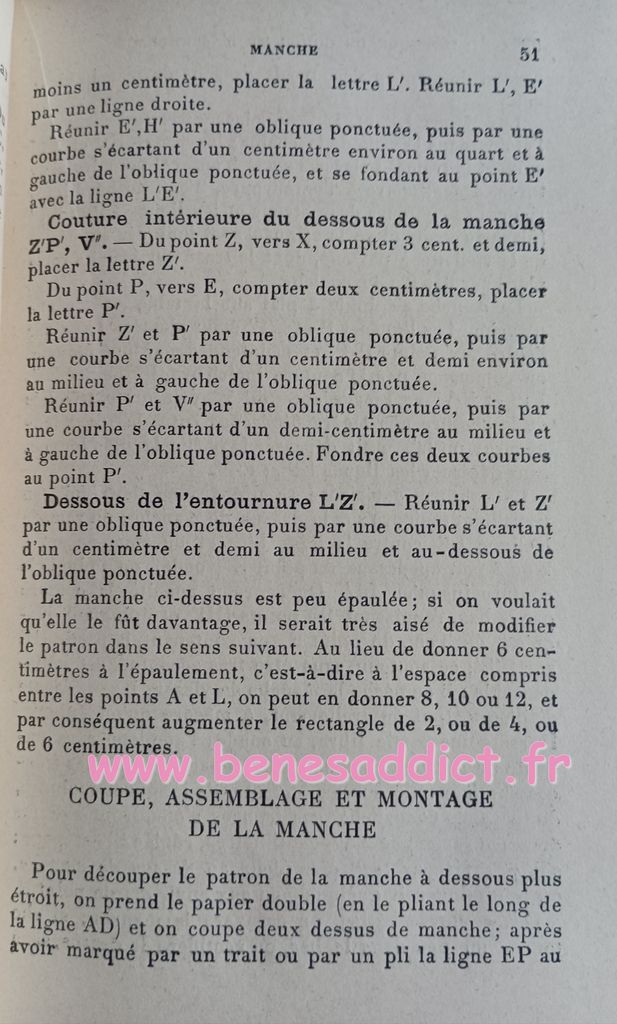 MANCHE 51
moins un centimètre, placer la lettre L′. Réunir L′, E′
par une ligne droite.
Réunir E′,H′ par une oblique ponctuée, puis par une
courbe s'écartant d'un centimètre environ au quart et à
gauche de l'oblique ponctuée, et se fondant au point E′
avec la ligne L′E′.
Couture intérieure du dessous de la manche
Z′P′, V″. — Du point Z, vers X, compter 3 cent. et demi,
placer la lettre Z′.
Du point P, vers E, compter deux centimètres, placer
la lettre P′.
Réunir Z′ et P′ par une oblique ponctuée, puis par
une courbe s'écartant d'un centimètre et demi environ
au milieu et à gauche de l'oblique ponctuée.
Réunir P′ et V″ par une oblique ponctuée, puis par
une courbe s'écartant d'un demi-centimètre au milieu et
à gauche de l'oblique ponctuée. Fondre ces deux courbes
au point P′.
Dessous de l'entournure L′Z′. — Réunir L′ et Z′
par une oblique ponctuée, puis par une courbe s'écartant
d'un centimètre et demi au milieu et au-dessous de
l'oblique ponctuée.
La manche ci-dessus est peu épaulée; si on voulait
qu'elle le fût davantage, il serait très aisé de modifier
le patron dans le sens suivant. Au lieu de donner 6 cen-
timètres à l'épaulement, c'est-à-dire à l'espace compris
entre les points A et L, on peut en donner 8, 10 ou 12, et
par conséquent augmenter le rectangle de 2, ou de 4, ou
de 6 centimètres.
www.benesaddict.fr
COUPE, ASSEMBLAGE ET MONTAGE
DE LA MANCHE
Pour découper le patron de la manche à dessous plus
étroit, on prend le papier double (en le pliant le long de
la ligne AD) et on coupe deux dessus de manche; après
avoir marqué par un trait ou par un pli la ligne EP au